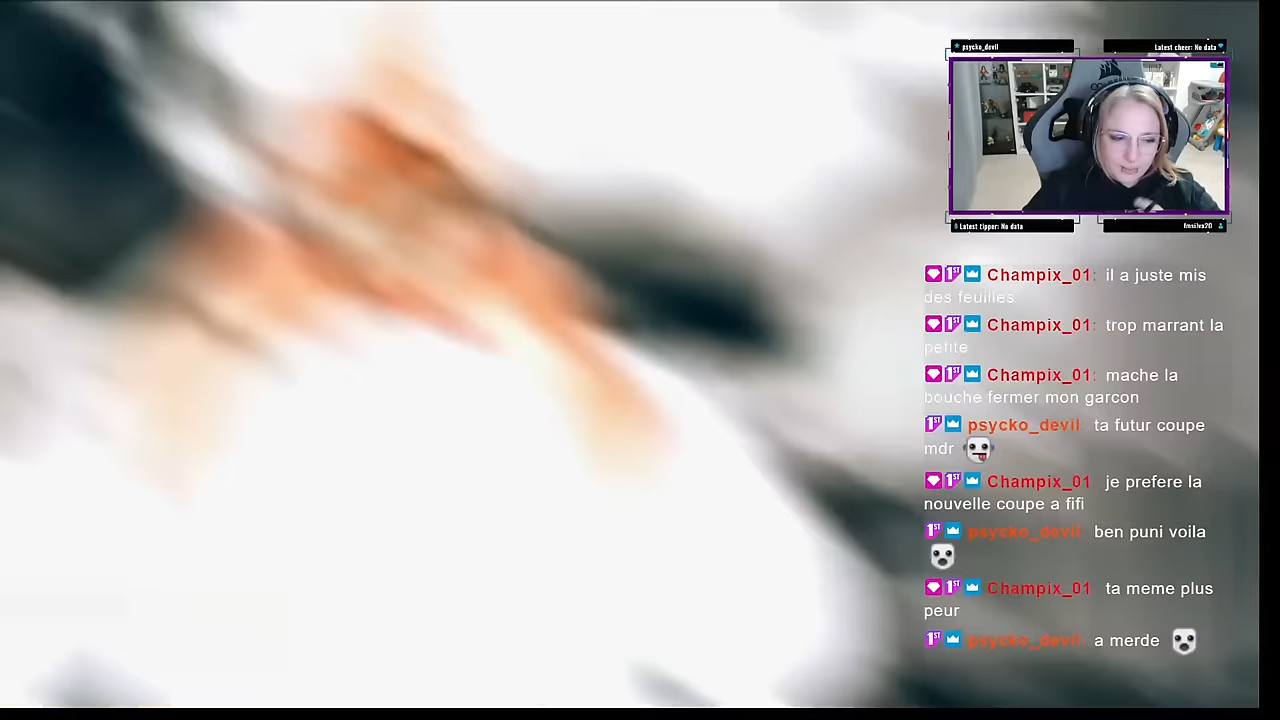 psycko_devil
Latest cheer: No data
Latest tipper: No data
fmsilva20
Champix_01: il a juste mis
des feuilles
Champix_01: trop marrant la
petite
Champix_01: mache la
bouche fermer mon garcon
psycko_devil: ta futur coupe
mdr
Champix_01: je prefere la
nouvelle coupe a fifi
psycko_devil: ben puni voila
Champix_01: ta meme plus
peur
psycko_devil: a merde